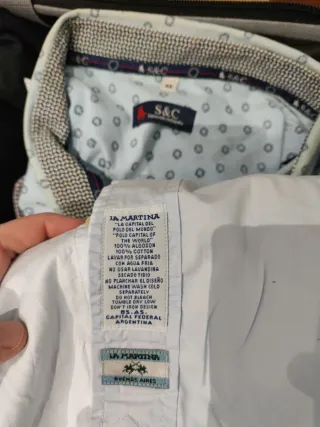 S&C
S&C
LA MARTINA
"LA CAPITAL DEL
POLO DEL MUNDO"
"POLO CAPITAL OF
THE WORLD"
100% ALGODON
100% COTTON
LAVAR POR SEPARADO
CON AGUA FRIA
NO USAR LAVANDINA
SECADO TIBIO
NO PLANCHAR EL DISEÑO
MACHINE WASH COLD
SEPARATELY
DO NOT BLEACH
TUMBLE DRY LOW
DON'T IRON DESIGN
BS. AS.
CAPITAL FEDERAL
ARGENTINA
LA MARTINA
BUENOS AIRES